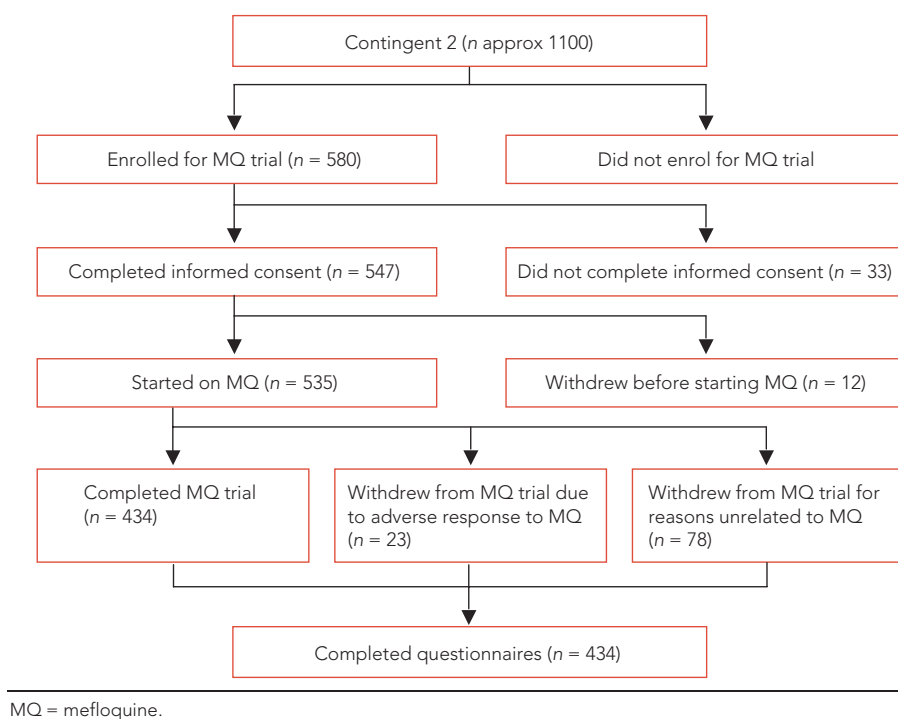 Contingent 2 (n approx 1100)
Enrolled for MQ trial (n = 580)
Did not enrol for MQ trial
Completed informed consent (n = 547)
Did not complete informed consent (n = 33)
Started on MQ (n = 535)
Withdrew before starting MQ (n = 12)
Completed MQ trial
(n = 434)
Withdrew from MQ trial due
to adverse response to MQ
(n = 23)
Withdrew from MQ trial for
reasons unrelated to MQ
(n = 78)
Completed questionnaires (n = 434)
MQ = mefloquine.